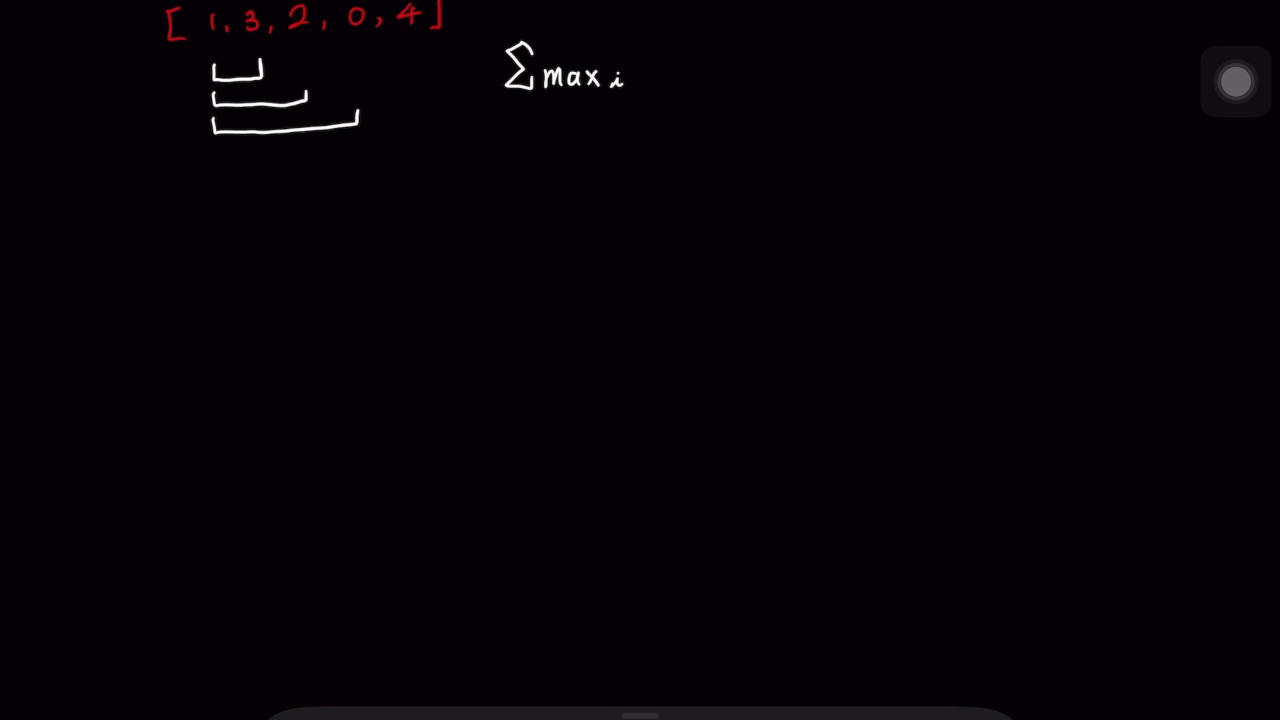 [ 1, 3, 2, 0, 4 ]
∑ max i